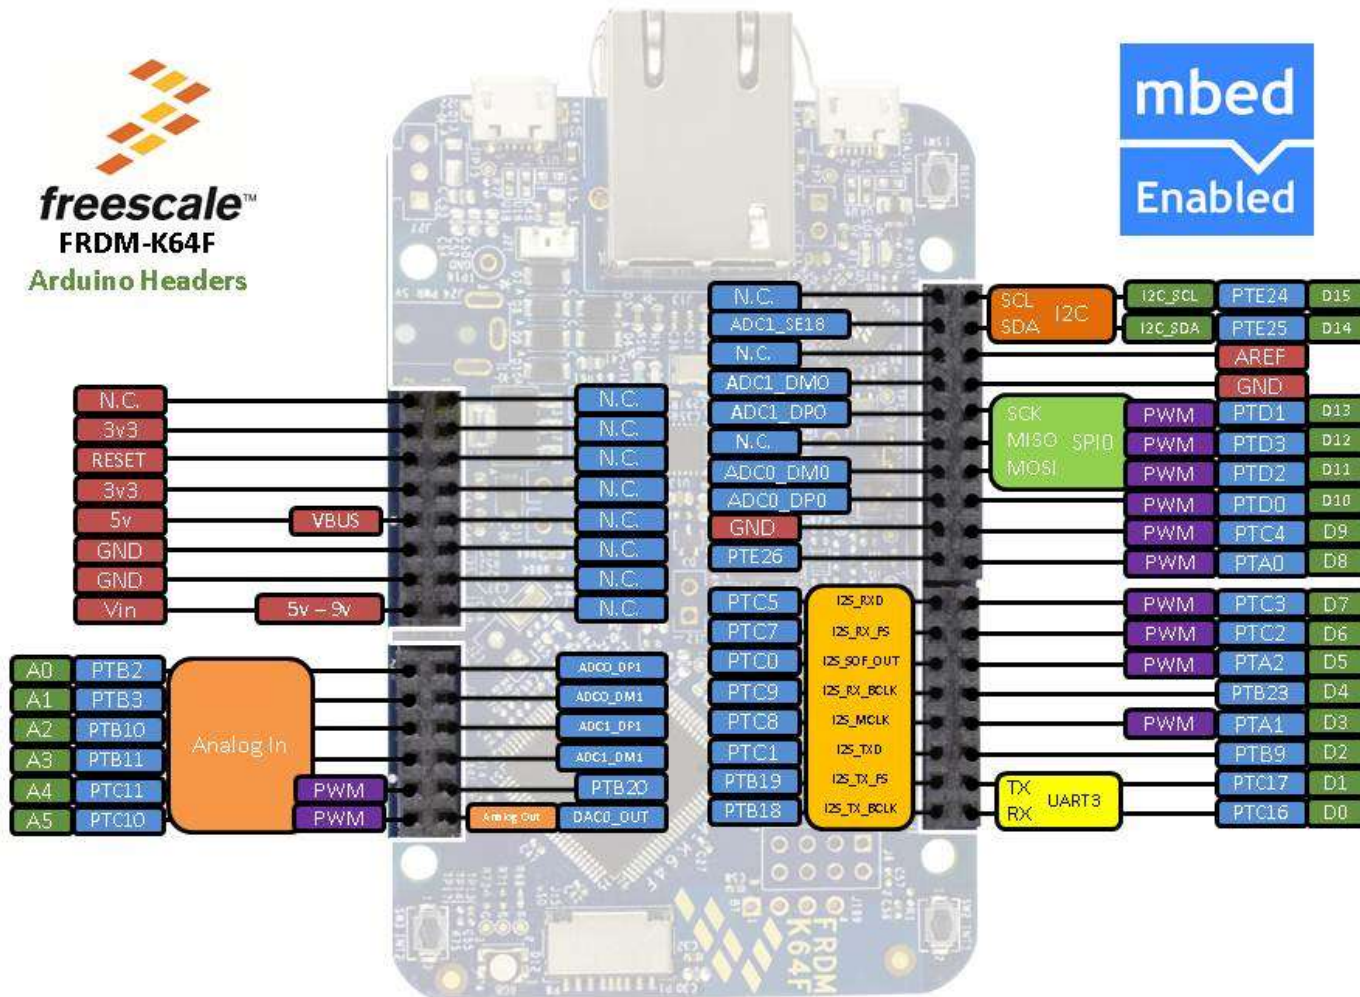 freescale™
FRDM-K64F
Arduino Headers
mbed
Enabled
N.C. SCL I2C I2C_SCL PTE24 D15
ADC1_SE18 SDA I2C_SDA PTE25 D14
N.C. AREF
ADC1_DM0 GND
ADC1_DP0 SCK PWM PTD1 D13
N.C. MISO SPI0 PWM PTD3 D12
ADC0_DM0 MOSI PWM PTD2 D11
ADC0_DP0 PWM PTD0 D10
GND PWM PTC4 D9
PTE26 PWM PTA0 D8
PTC5 I2S_RXD PWM PTC3 D7
PTC7 I2S_RX_FS PWM PTC2 D6
PTC0 I2S_SOF_OUT PWM PTA2 D5
PTC9 I2S_RX_BCLK PTB23 D4
PTC8 I2S_MCLK PWM PTA1 D3
PTC1 I2S_TXD PTB9 D2
PTB19 I2S_TX_FS TX UART3 PTC17 D1
PTB18 I2S_TX_BCLK RX PTC16 D0
N.C. N.C.
3v3 N.C.
RESET N.C.
3v3 N.C.
5v VBUS N.C.
GND N.C.
GND N.C.
Vin 5v – 9v N.C.
A0 PTB2 ADC0_DP1
A1 PTB3 ADC0_DM1
A2 PTB10 Analog In ADC1_DP1
A3 PTB11 ADC1_DM1
A4 PTC11 PWM PTB20
A5 PTC10 PWM Analog Out DAC0_OUT
K64F
FRDM
K64F